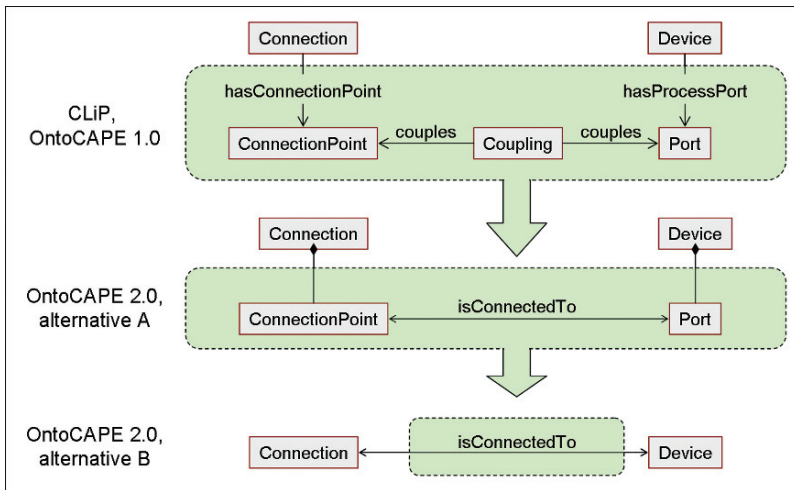 Connection
Device
CLiP,
OntoCAPE 1.0
hasConnectionPoint
hasProcessPort
ConnectionPoint
couples
Coupling
couples
Port
Connection
Device
OntoCAPE 2.0,
alternative A
ConnectionPoint
isConnectedTo
Port
OntoCAPE 2.0,
alternative B
Connection
isConnectedTo
Device